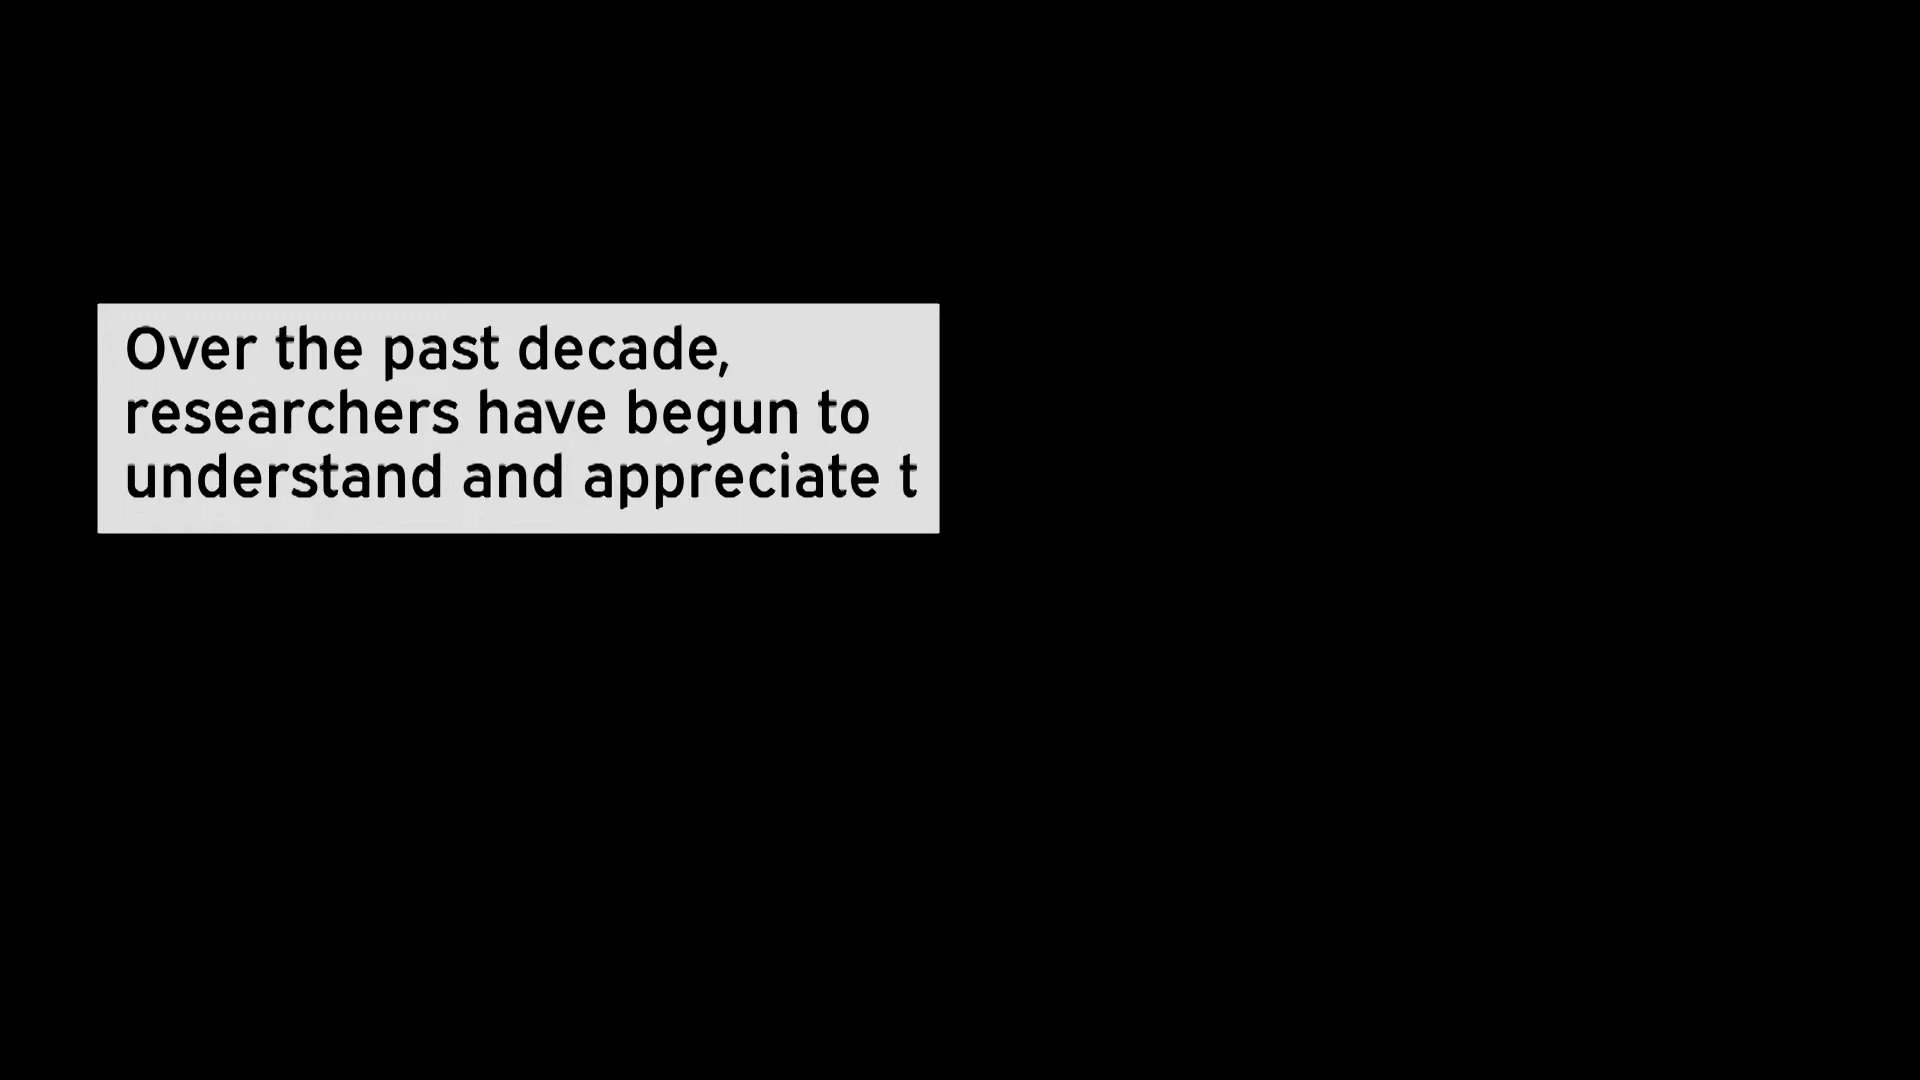 Over the past decade,
researchers have begun to
understand and appreciate t